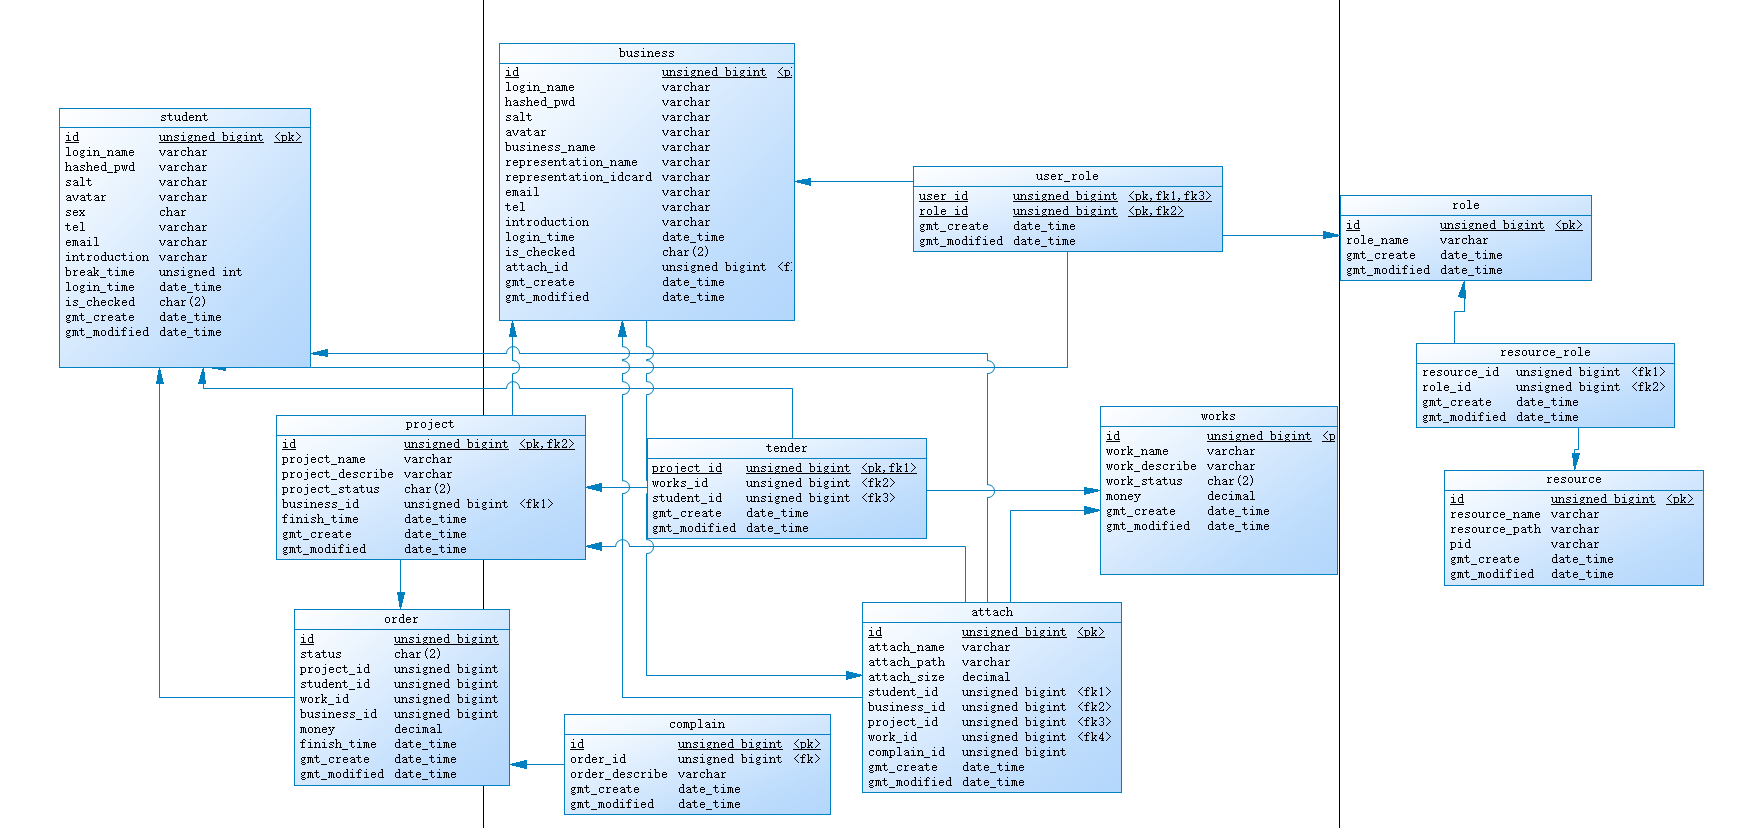 student
id unsigned bigint <pk>
login_name varchar
hashed_pwd varchar
salt varchar
avatar varchar
sex char
tel varchar
email varchar
introduction varchar
break_time unsigned int
login_time date_time
is_checked char(2)
gmt_create date_time
gmt_modified date_time
business
id unsigned bigint <p
login_name varchar
hashed_pwd varchar
salt varchar
avatar varchar
business_name varchar
representation_name varchar
representation_idcard varchar
email varchar
tel varchar
introduction varchar
login_time date_time
is_checked char(2)
attach_id unsigned bigint <f
gmt_create date_time
gmt_modified date_time
user_role
user_id unsigned bigint <pk,fk1,fk3>
role_id unsigned bigint <pk,fk2>
gmt_create date_time
gmt_modified date_time
role
id unsigned bigint <pk>
role_name varchar
gmt_create date_time
gmt_modified date_time
resource_role
resource_id unsigned bigint <fk1>
role_id unsigned bigint <fk2>
gmt_create date_time
gmt_modified date_time
resource
id unsigned bigint <pk>
resource_name varchar
resource_path varchar
pid varchar
gmt_create date_time
gmt_modified date_time
project
id unsigned bigint <pk,fk2>
project_name varchar
project_describe varchar
project_status char(2)
business_id unsigned bigint <fk1>
finish_time date_time
gmt_create date_time
gmt_modified date_time
tender
project_id unsigned bigint <pk,fk1>
works_id unsigned bigint <fk2>
student_id unsigned bigint <fk3>
gmt_create date_time
gmt_modified date_time
works
id unsigned bigint <p
work_name varchar
work_describe varchar
work_status char(2)
money decimal
gmt_create date_time
gmt_modified date_time
order
id unsigned bigint
status char(2)
project_id unsigned bigint
student_id unsigned bigint
work_id unsigned bigint
business_id unsigned bigint
money decimal
finish_time date_time
gmt_create date_time
gmt_modified date_time
complain
id unsigned bigint <pk>
order_id unsigned bigint <fk>
order_describe varchar
gmt_create date_time
gmt_modified date_time
attach
id unsigned bigint <pk>
attach_name varchar
attach_path varchar
attach_size decimal
student_id unsigned bigint <fk1>
business_id unsigned bigint <fk2>
project_id unsigned bigint <fk3>
work_id unsigned bigint <fk4>
complain_id unsigned bigint
gmt_create date_time
gmt_modified date_time